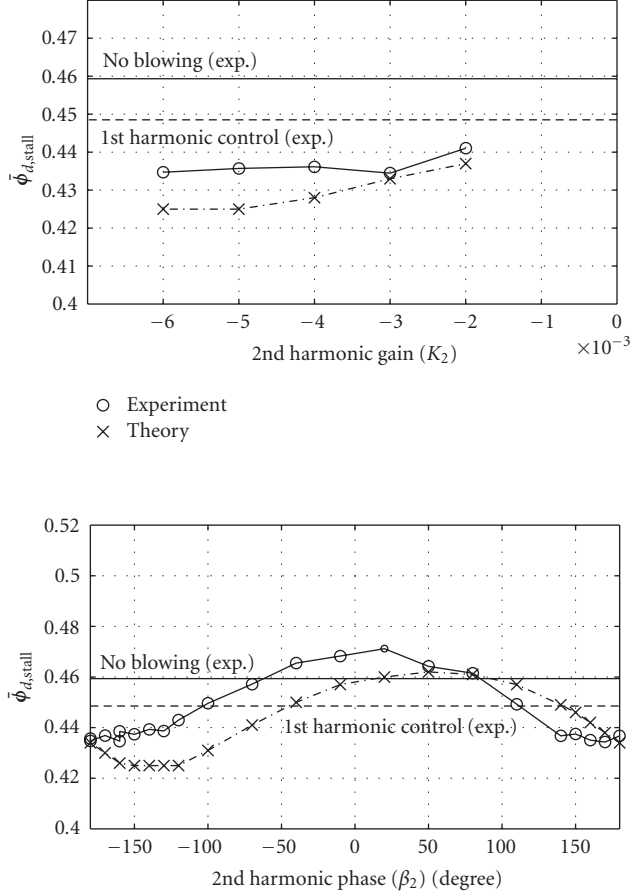 0.47
No blowing (exp.)
0.46
0.45
1st harmonic control (exp.)
0.44
0.43
0.42
0.41
0.4
ϕ̄d,stall
−6 −5 −4 −3 −2 −1 0
×10−3
2nd harmonic gain (K2)
Experiment
Theory
0.52
0.5
0.48
No blowing (exp.)
0.46
1st harmonic control (exp.)
0.44
0.42
0.4
ϕ̄d,stall
−150 −100 −50 0 50 100 150
2nd harmonic phase (β2) (degree)